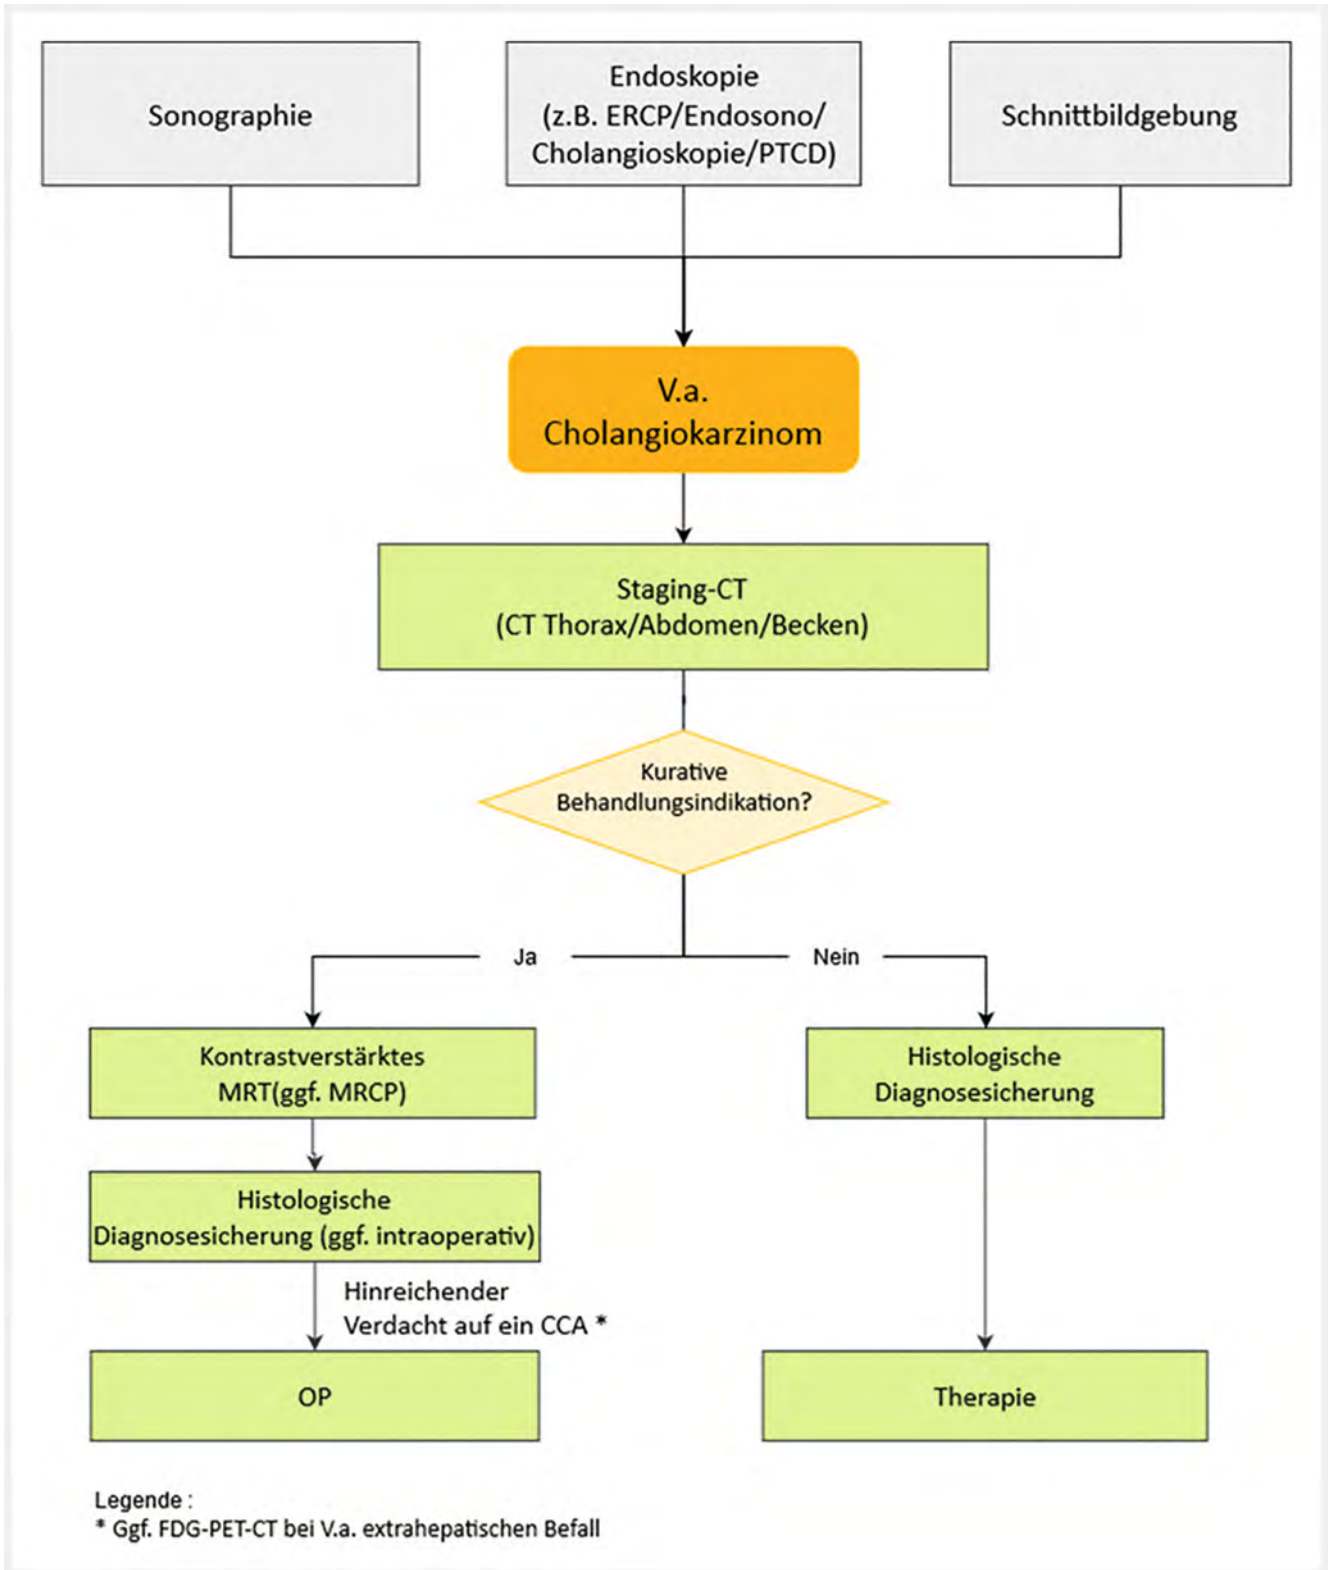 Sonographie
Endoskopie
(z.B. ERCP/Endosono/
Cholangioskopie/PTCD)
Schnittbildgebung
V.a.
Cholangiokarzinom
Staging-CT
(CT Thorax/Abdomen/Becken)
Kurative
Behandlungsindikation?
Ja
Nein
Kontrastverstärktes
MRT(ggf. MRCP)
Histologische
Diagnosesicherung
Histologische
Diagnosesicherung (ggf. intraoperativ)
Hinreichender
Verdacht auf ein CCA *
OP
Therapie
Legende :
* Ggf. FDG-PET-CT bei V.a. extrahepatischen Befall